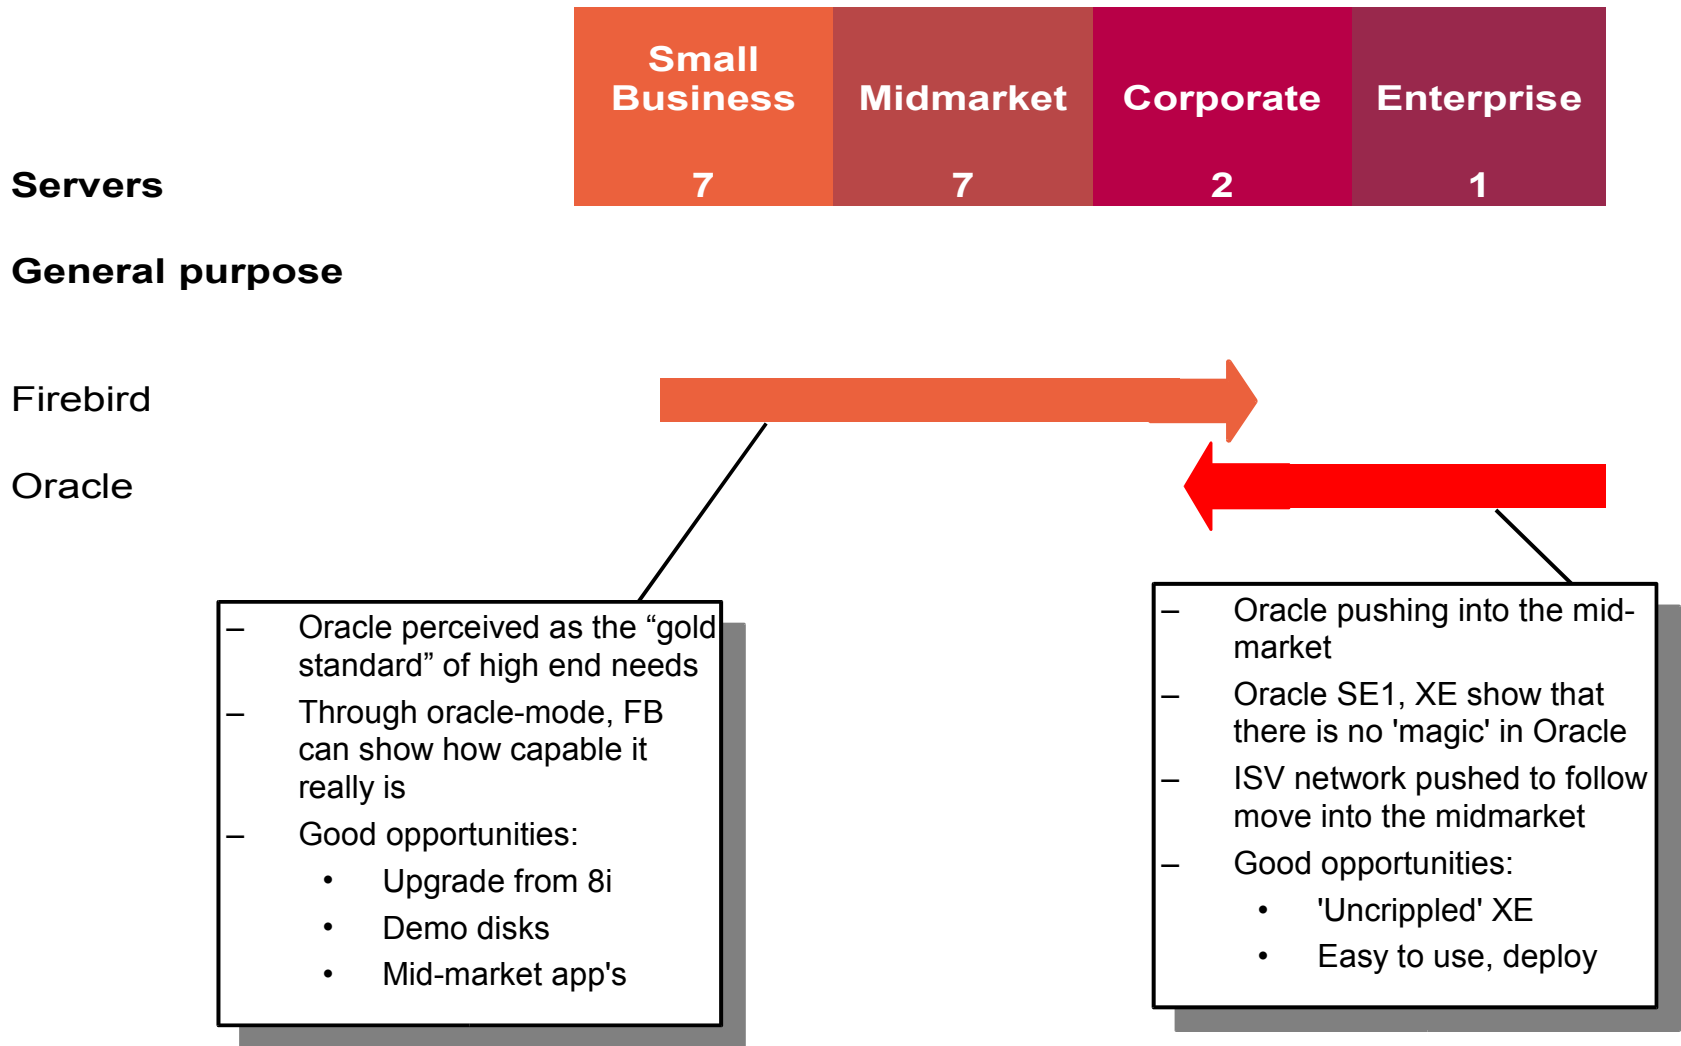 Small
Business
Midmarket
Corporate
Enterprise
Servers
7
7
2
1
General purpose
Firebird
Oracle
– Oracle perceived as the “gold
standard” of high end needs
– Through oracle-mode, FB
can show how capable it
really is
– Good opportunities:
• Upgrade from 8i
• Demo disks
• Mid-market app's
– Oracle pushing into the mid-
market
– Oracle SE1, XE show that
there is no 'magic' in Oracle
– ISV network pushed to follow
move into the midmarket
– Good opportunities:
• 'Uncrippled' XE
• Easy to use, deploy